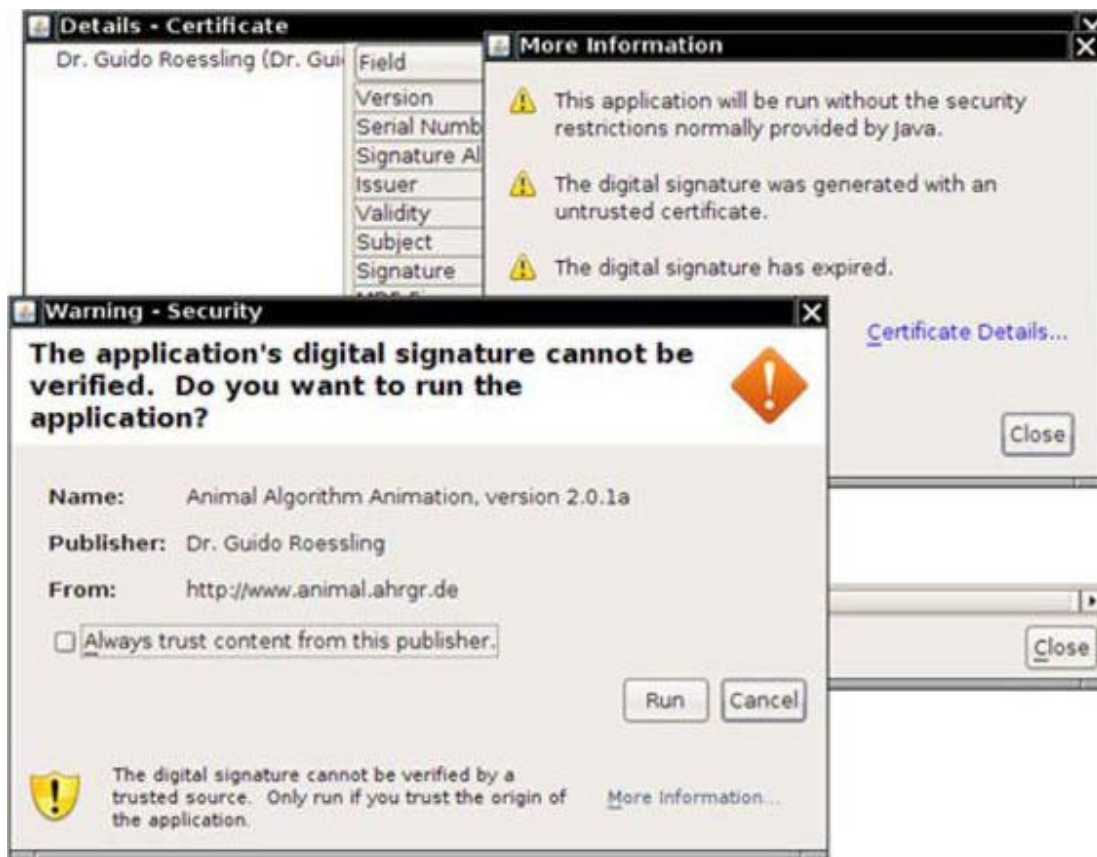 Details - Certificate
Dr. Guido Roessling (Dr. Gui
Field
Version
Serial Numb
Signature Al
Issuer
Validity
Subject
Signature
More Information
This application will be run without the security
restrictions normally provided by Java.
The digital signature was generated with an
untrusted certificate.
The digital signature has expired.
Certificate Details...
Close
Warning - Security
The application's digital signature cannot be
verified. Do you want to run the
application?
Name: Animal Algorithm Animation, version 2.0.1a
Publisher: Dr. Guido Roessling
From: http://www.animal.ahrgr.de
Always trust content from this publisher.
Run Cancel
The digital signature cannot be verified by a
trusted source. Only run if you trust the origin of
the application.
More Information...
Close